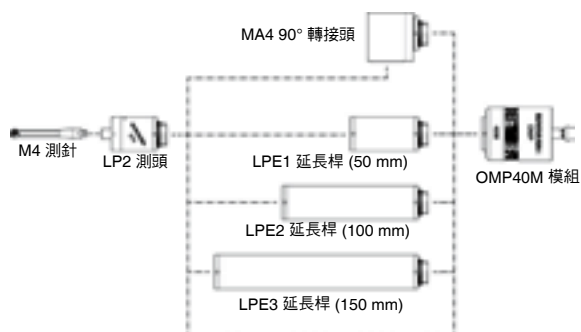 MA4 90° 轉接頭
M4 測針
LP2 測頭
LPE1 延長桿 (50 mm)
OMP40M 模組
LPE2 延長桿 (100 mm)
LPE3 延長桿 (150 mm)